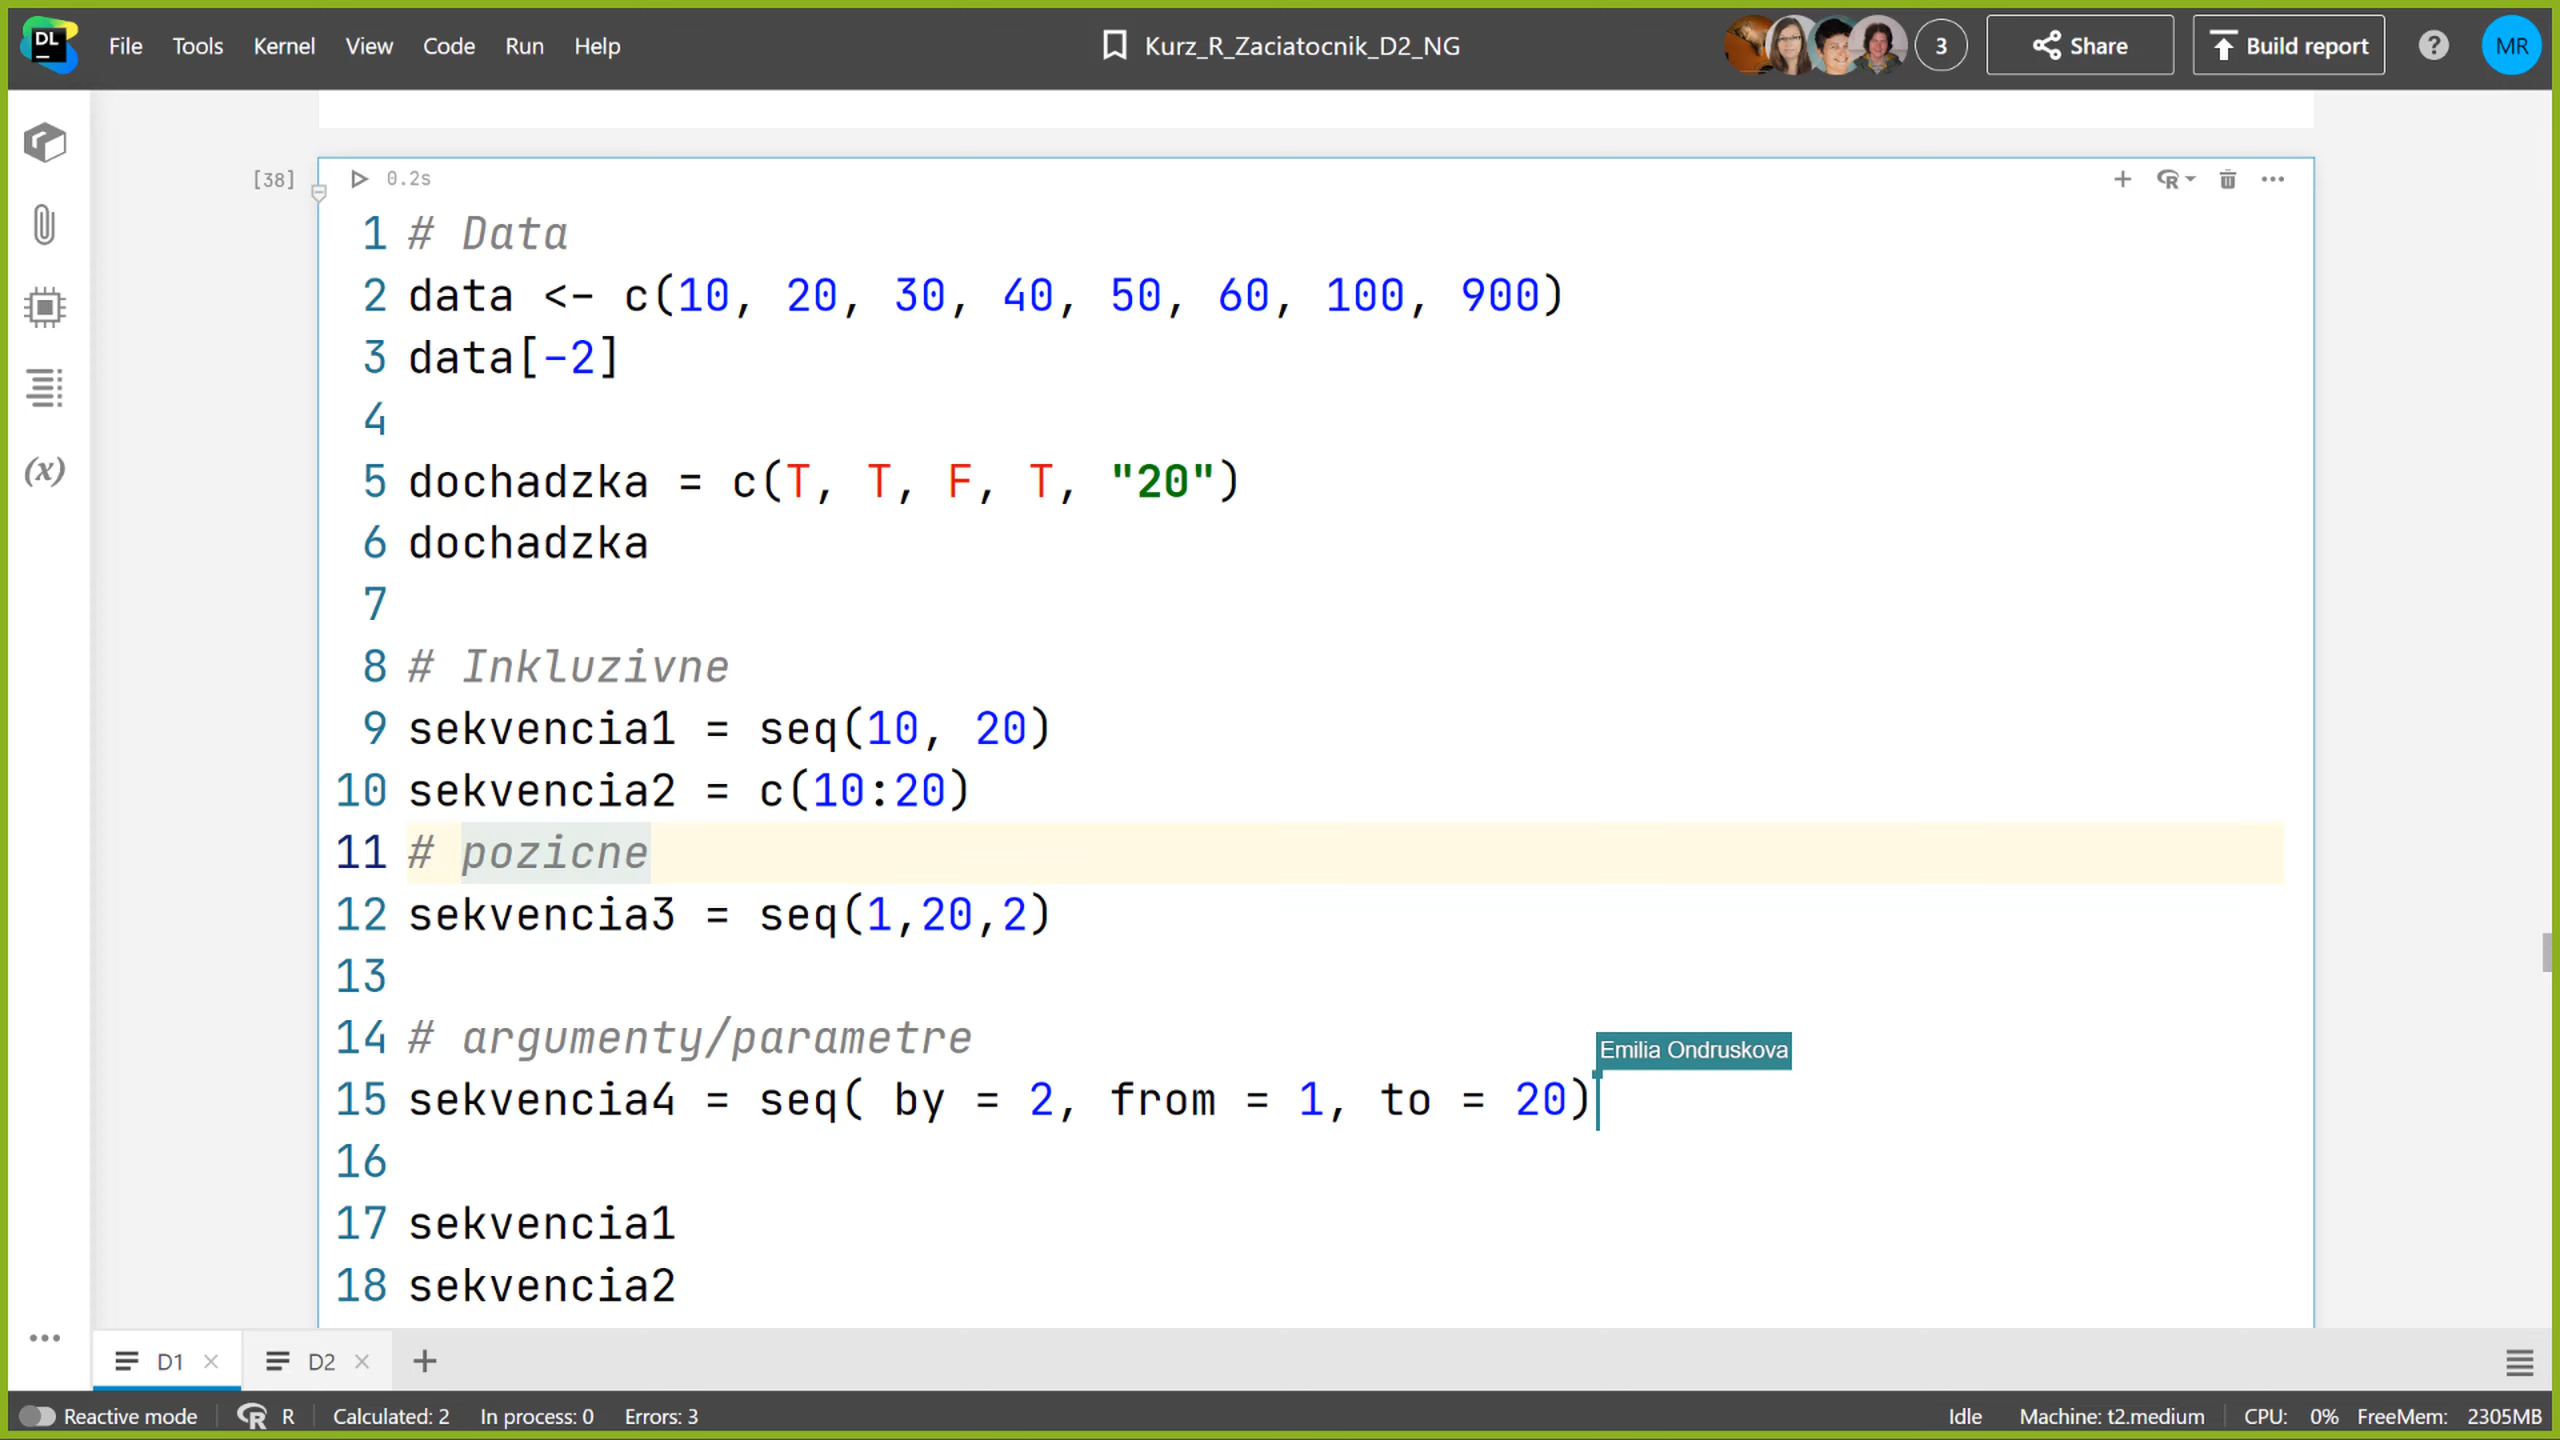 DL
File Tools Kernel View Code Run Help
Kurz_R_Zaciatocnik_D2_NG
3
Share
Build report
?
MR
[38]
0.2s
R
1 # Data
2 data <- c(10, 20, 30, 40, 50, 60, 100, 900)
3 data[-2]
4
5 dochadzka = c(T, T, F, T, "20")
6 dochadzka
7
8 # Inkluzivne
9 sekvencia1 = seq(10, 20)
10 sekvencia2 = c(10:20)
11 # pozicne
12 sekvencia3 = seq(1,20,2)
13
14 # argumenty/parametre
Emilia Ondruskova
15 sekvencia4 = seq( by = 2, from = 1, to = 20)
16
17 sekvencia1
18 sekvencia2
(x)
D1
D2
Reactive mode
R R
Calculated: 2 In process: 0 Errors: 3
Idle Machine: t2.medium CPU: 0% FreeMem: 2305MB